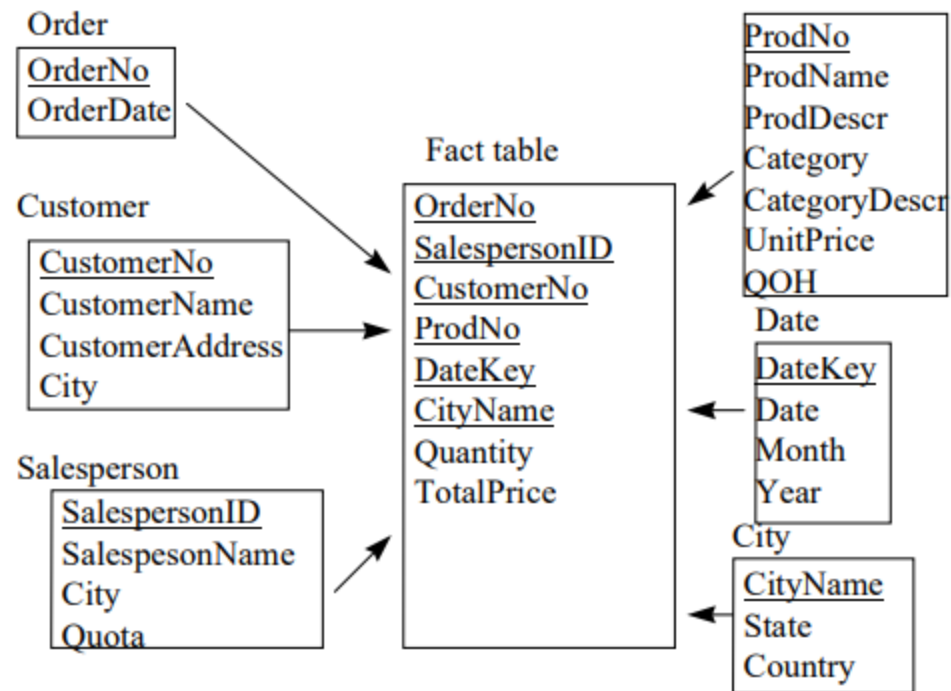 Order
OrderNo
OrderDate
Customer
CustomerNo
CustomerName
CustomerAddress
City
Salesperson
SalespersonID
SalespesonName
City
Quota
Fact table
OrderNo
SalespersonID
CustomerNo
ProdNo
DateKey
CityName
Quantity
TotalPrice
ProdNo
ProdName
ProdDescr
Category
CategoryDescr
UnitPrice
QOH
Date
DateKey
Date
Month
Year
City
CityName
State
Country